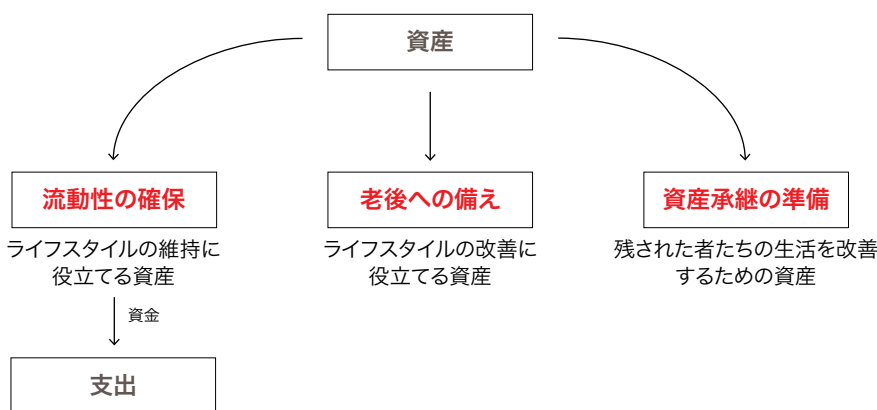 資産
流動性の確保
ライフスタイルの維持に
役立てる資産
資金
支出
老後への備え
ライフスタイルの改善に
役立てる資産
資産承継の準備
残された者たちの生活を改善
するための資産